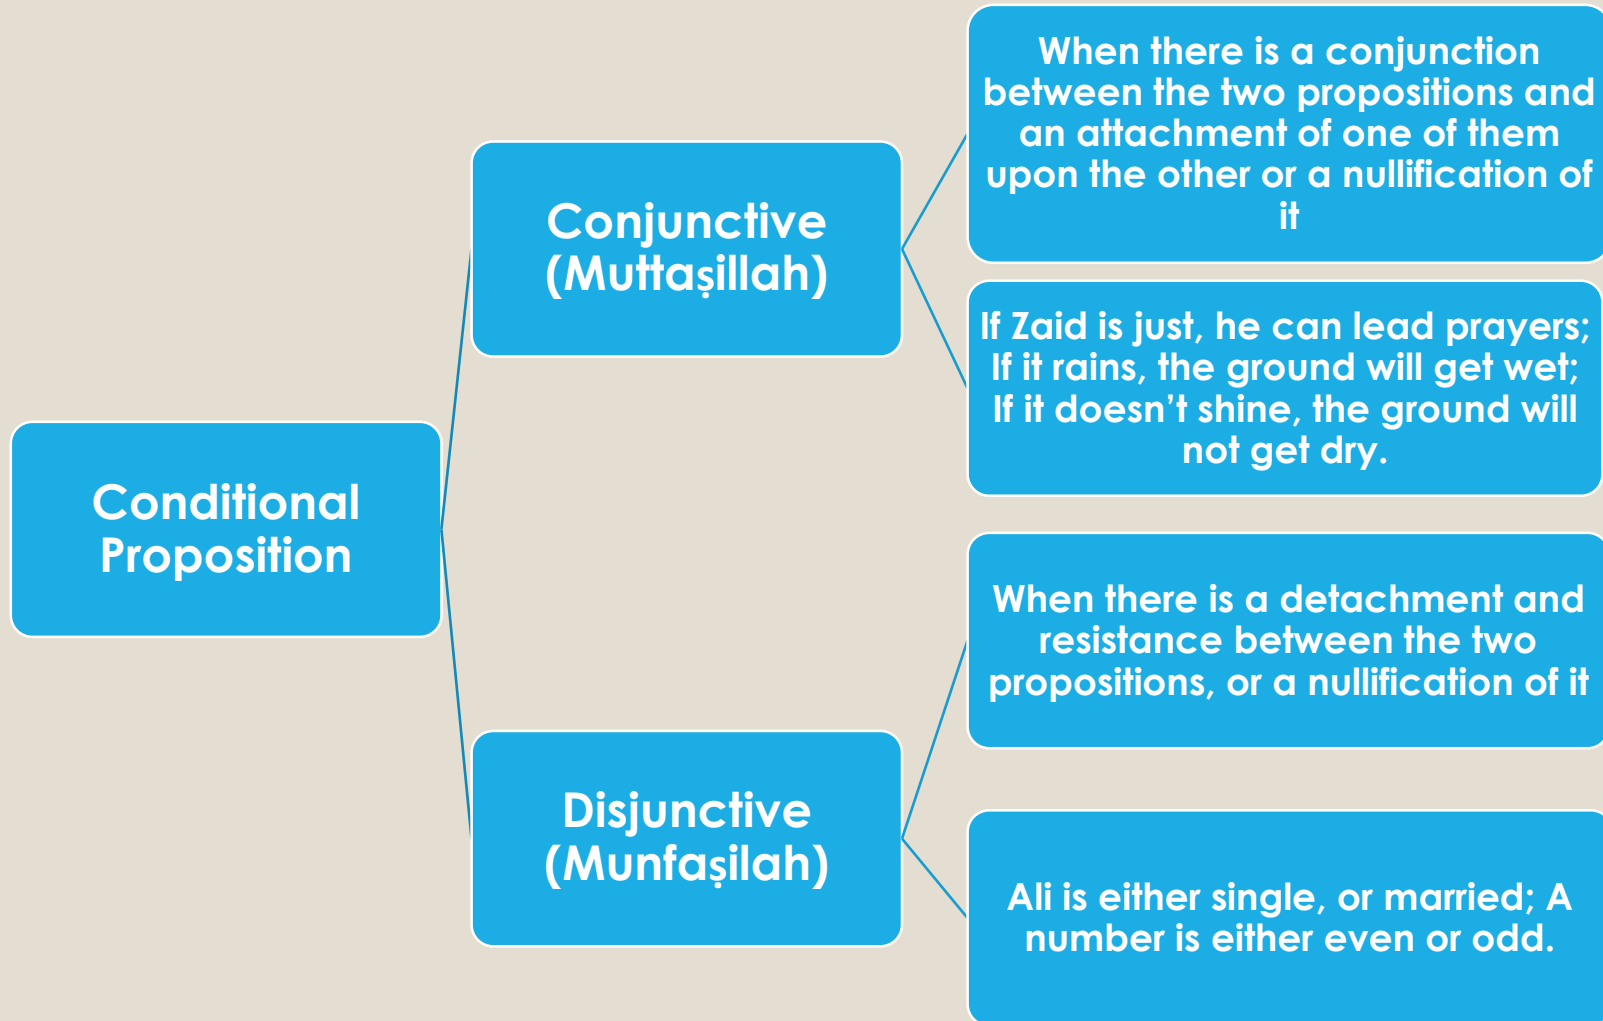 Conditional
Proposition
Conjunctive
(Muttaṣillah)
When there is a conjunction
between the two propositions and
an attachment of one of them
upon the other or a nullification of
it
If Zaid is just, he can lead prayers;
If it rains, the ground will get wet;
If it doesn’t shine, the ground will
not get dry.
Disjunctive
(Munfaṣilah)
When there is a detachment and
resistance between the two
propositions, or a nullification of it
Ali is either single, or married; A
number is either even or odd.